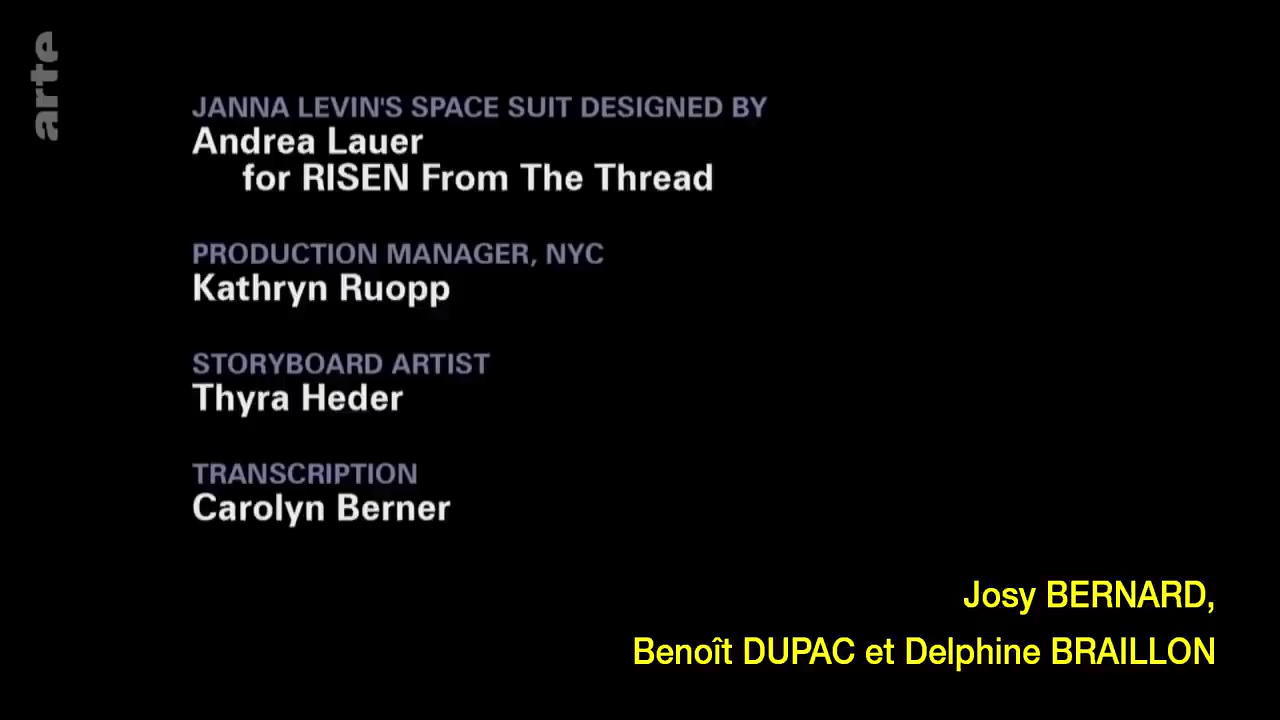 arte
JANNA LEVIN'S SPACE SUIT DESIGNED BY
Andrea Lauer
for RISEN From The Thread
PRODUCTION MANAGER, NYC
Kathryn Ruopp
STORYBOARD ARTIST
Thyra Heder
TRANSCRIPTION
Carolyn Berner
Josy BERNARD,
Benoît DUPAC et Delphine BRAILLON